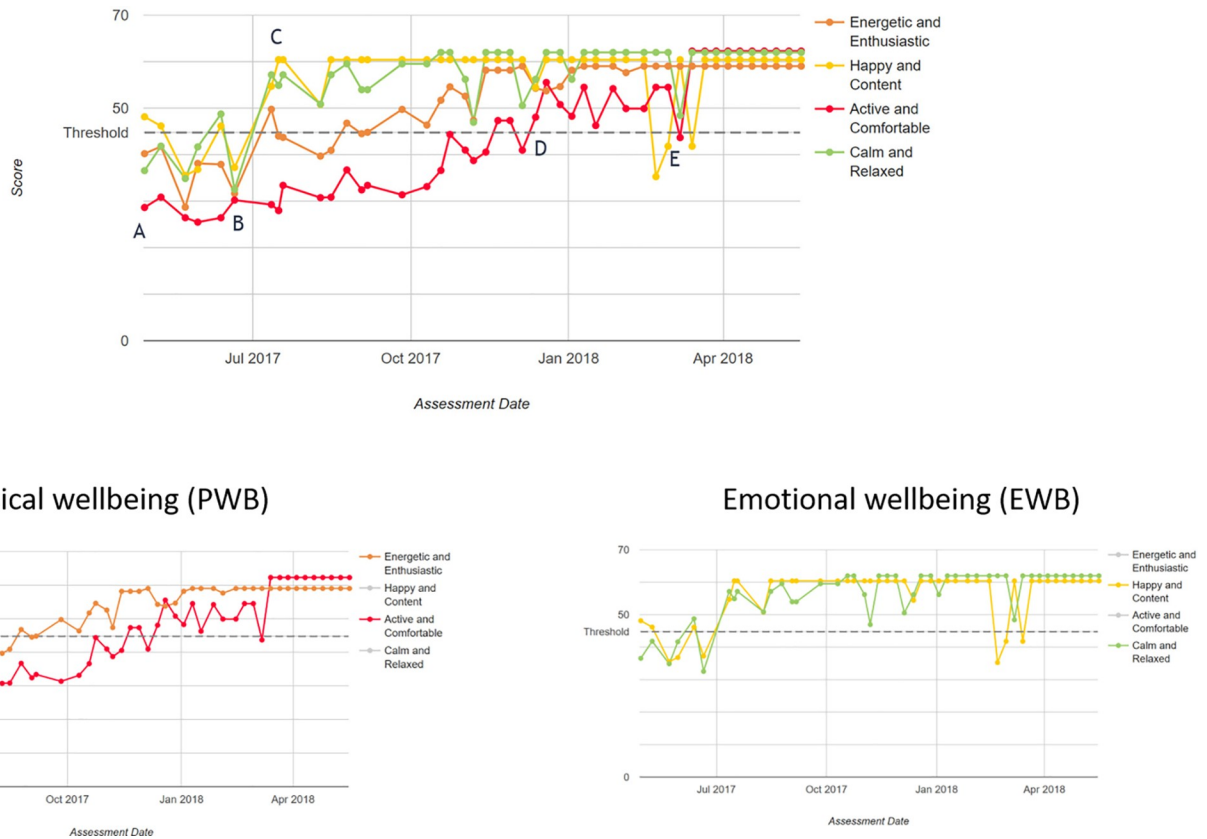 70
C
Energetic and
Enthusiastic
Happy and
Content
Active and
Comfortable
Calm and
Relaxed
50
Threshold
D
E
Score
A
B
0
Jul 2017
Oct 2017
Jan 2018
Apr 2018
Assessment Date
ical wellbeing (PWB)
Energetic and
Enthusiastic
Happy and
Content
Active and
Comfortable
Calm and
Relaxed
Oct 2017
Jan 2018
Apr 2018
Assessment Date
Emotional wellbeing (EWB)
70
Energetic and
Enthusiastic
Happy and
Content
Active and
Comfortable
Calm and
Relaxed
50
Threshold
0
Jul 2017
Oct 2017
Jan 2018
Apr 2018
Assessment Date